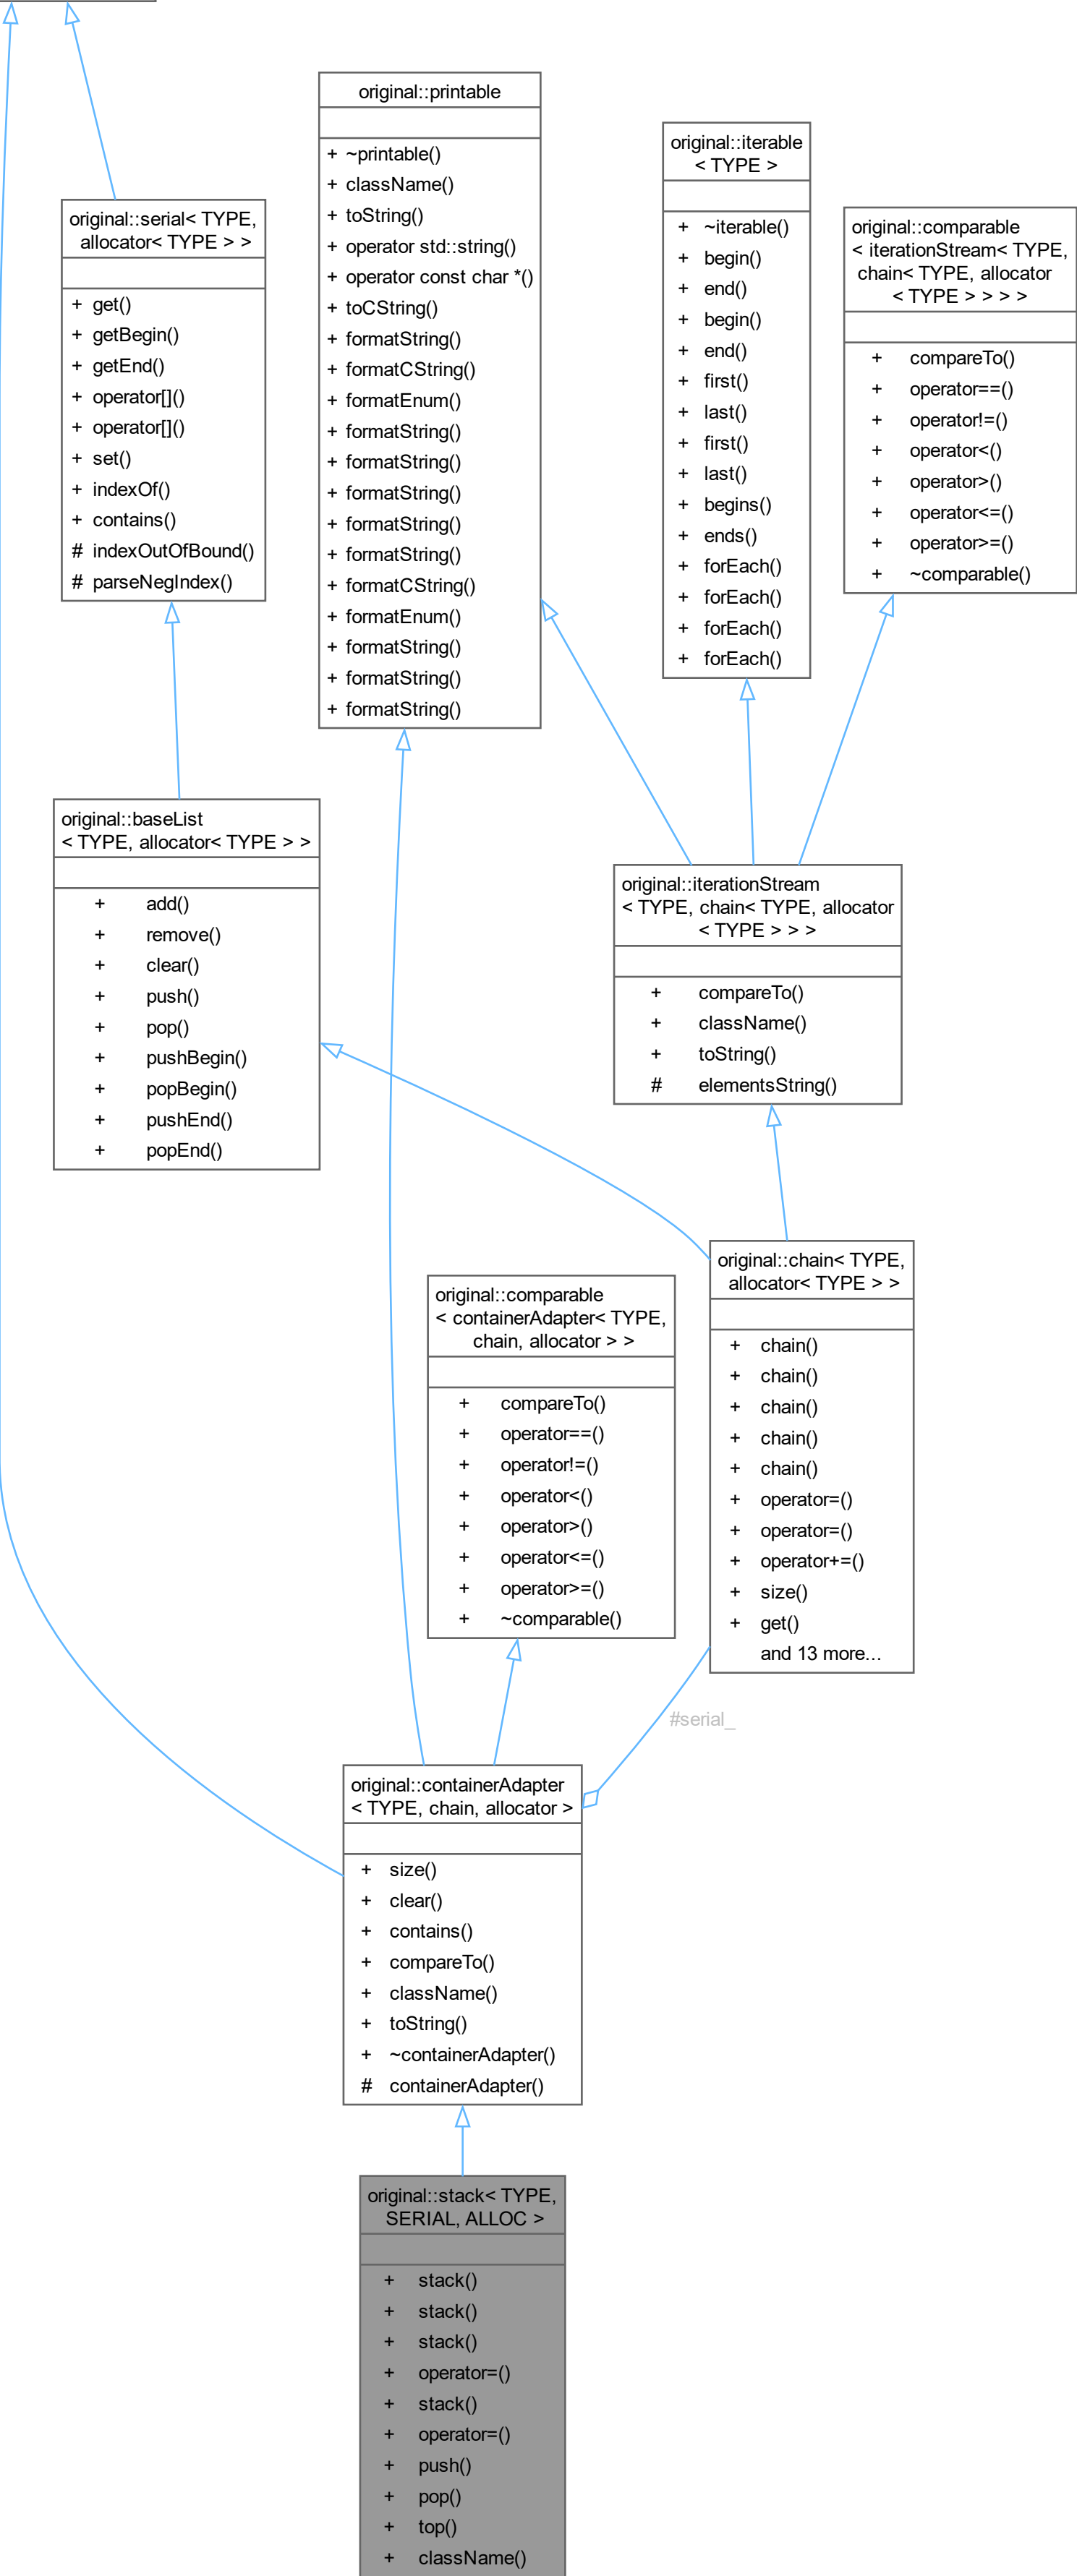 original::printable
+ ~printable()
+ className()
+ toString()
+ operator std::string()
+ operator const char *()
+ toCString()
+ formatString()
+ formatCString()
+ formatEnum()
+ formatString()
+ formatString()
+ formatString()
+ formatString()
+ formatString()
+ formatCString()
+ formatEnum()
+ formatString()
+ formatString()
+ formatString()
original::iterable
< TYPE >
+ ~iterable()
+ begin()
+ end()
+ begin()
+ end()
+ first()
+ last()
+ first()
+ last()
+ begins()
+ ends()
+ forEach()
+ forEach()
+ forEach()
+ forEach()
original::serial< TYPE,
allocator< TYPE > >
+ get()
+ getBegin()
+ getEnd()
+ operator[]()
+ operator[]()
+ set()
+ indexOf()
+ contains()
# indexOutOfBound()
# parseNegIndex()
original::comparable
< iterationStream< TYPE,
chain< TYPE, allocator
< TYPE > > > >
+ compareTo()
+ operator==()
+ operator!=()
+ operator<()
+ operator>()
+ operator<=()
+ operator>=()
+ ~comparable()
original::baseList
< TYPE, allocator< TYPE > >
+ add()
+ remove()
+ clear()
+ push()
+ pop()
+ pushBegin()
+ popBegin()
+ pushEnd()
+ popEnd()
original::iterationStream
< TYPE, chain< TYPE, allocator
< TYPE > > >
+ compareTo()
+ className()
+ toString()
# elementsString()
original::chain< TYPE,
allocator< TYPE > >
+ chain()
+ chain()
+ chain()
+ chain()
+ chain()
+ operator=()
+ operator=()
+ operator+=()
+ size()
+ get()
and 13 more...
original::comparable
< containerAdapter< TYPE,
chain, allocator > >
+ compareTo()
+ operator==()
+ operator!=()
+ operator<()
+ operator>()
+ operator<=()
+ operator>=()
+ ~comparable()
#serial_
original::containerAdapter
< TYPE, chain, allocator >
+ size()
+ clear()
+ contains()
+ compareTo()
+ className()
+ toString()
+ ~containerAdapter()
# containerAdapter()
original::stack< TYPE,
SERIAL, ALLOC >
+ stack()
+ stack()
+ stack()
+ operator=()
+ stack()
+ operator=()
+ push()
+ pop()
+ top()
+ className()